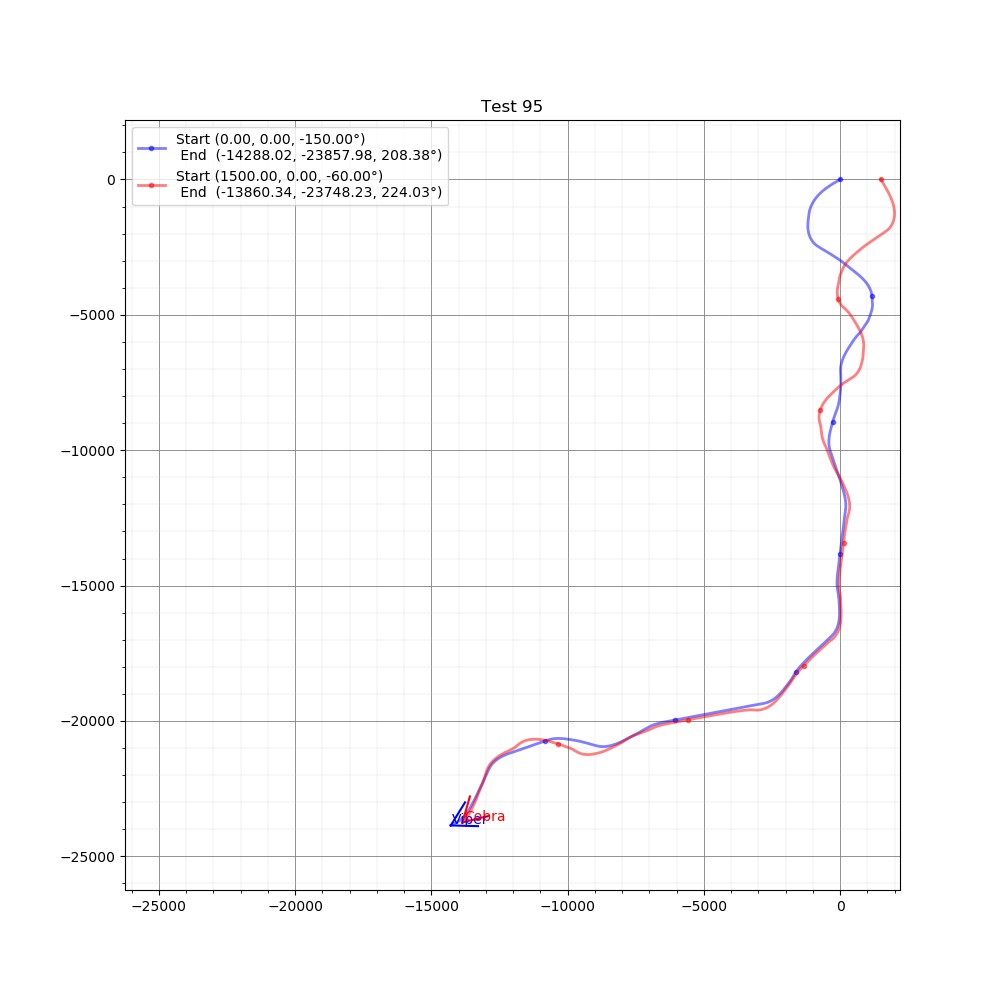 Test 95
Start (0.00, 0.00, -150.00°)
End (-14288.02, -23857.98, 208.38°)
Start (1500.00, 0.00, -60.00°)
End (-13860.34, -23748.23, 224.03°)
0
−5000
−10000
−15000
−20000
−25000
Viper
Cobra
−25000 −20000 −15000 −10000 −5000 0